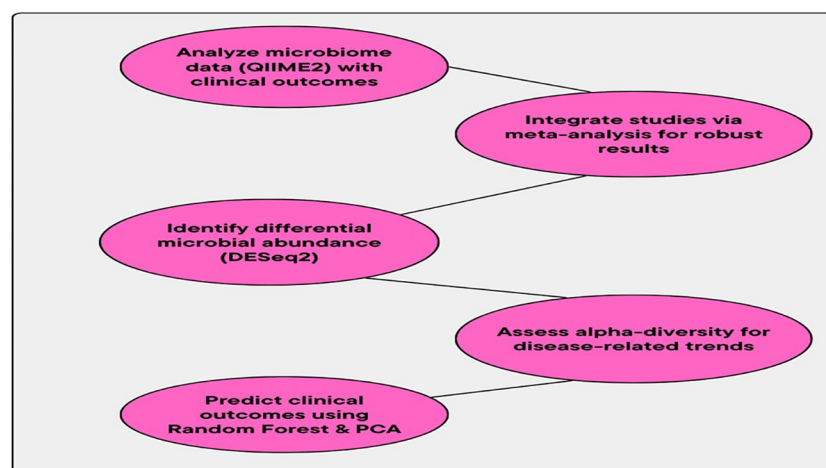 Analyze microbiome
data (QIIME2) with
clinical outcomes
Integrate studies via
meta-analysis for robust
results
Identify differential
microbial abundance
(DESeq2)
Assess alpha-diversity for
disease-related trends
Predict clinical
outcomes using
Random Forest & PCA